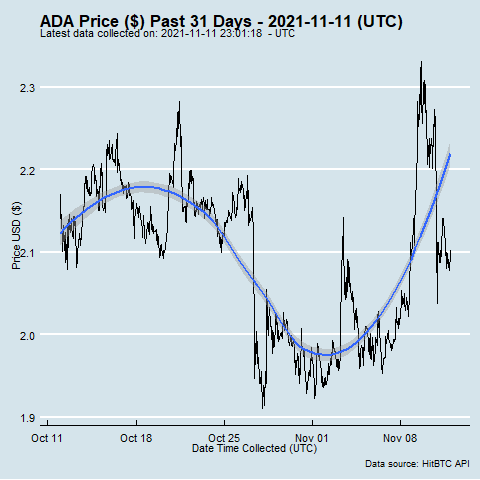 ADA Price ($) Past 31 Days - 2021-11-11 (UTC)
Latest data collected on: 2021-11-11 23:01:18 - UTC
2.3
2.2
2.1
2.0
1.9
Price USD ($)
Oct 11 Oct 18 Oct 25 Nov 01 Nov 08
Date Time Collected (UTC)
Data source: HitBTC API